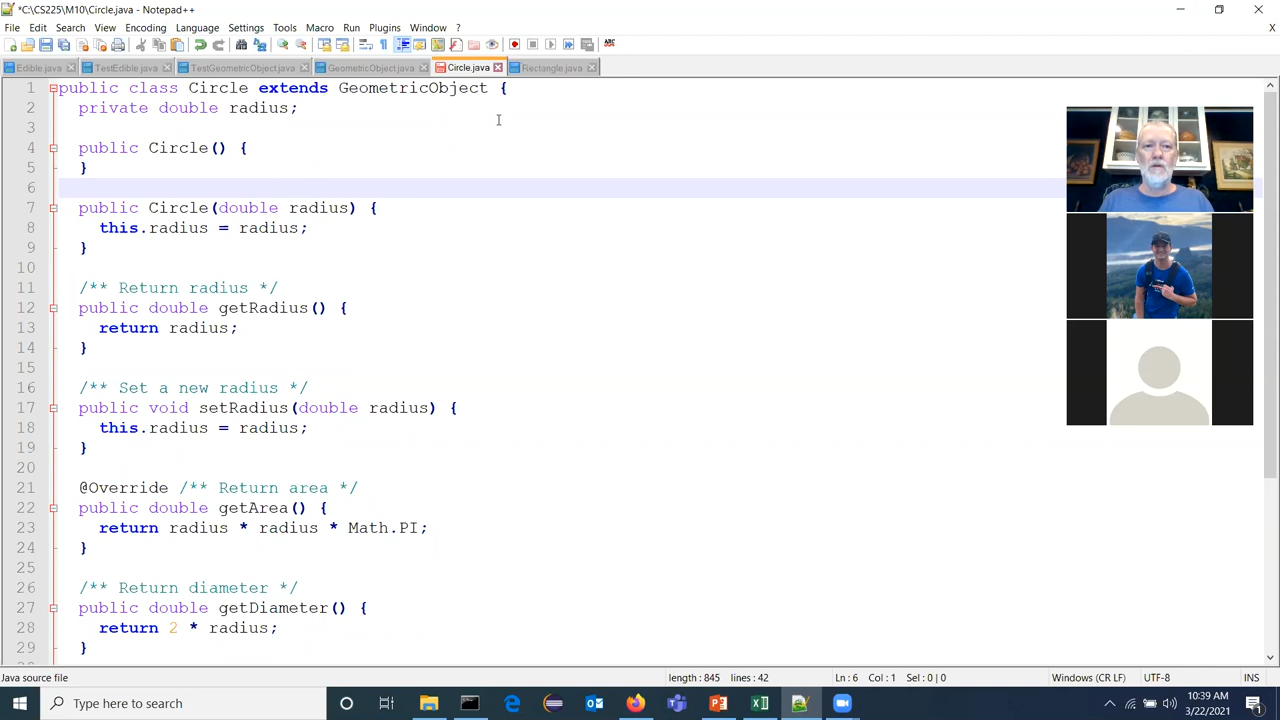 *C:\CS225\M10\Circle.java - Notepad++
File Edit Search View Encoding Language Settings Tools Macro Run Plugins Window ? X
Edible.java TestEdible.java TestGeometricObject.java GeometricObject.java Circle.java Rectangle.java
1 public class Circle extends GeometricObject {
2 private double radius;
3
4 public Circle() {
5 }
6
7 public Circle(double radius) {
8 this.radius = radius;
9 }
10
11 /** Return radius */
12 public double getRadius() {
13 return radius;
14 }
15
16 /** Set a new radius */
17 public void setRadius(double radius) {
18 this.radius = radius;
19 }
20
21 @Override /** Return area */
22 public double getArea() {
23 return radius * radius * Math.PI;
24 }
25
26 /** Return diameter */
27 public double getDiameter() {
28 return 2 * radius;
29 }
Java source file length : 845 lines : 42 Ln : 6 Col : 1 Sel : 0 | 0 Windows (CR LF) UTF-8 INS
Type here to search
10:39 AM
3/22/2021